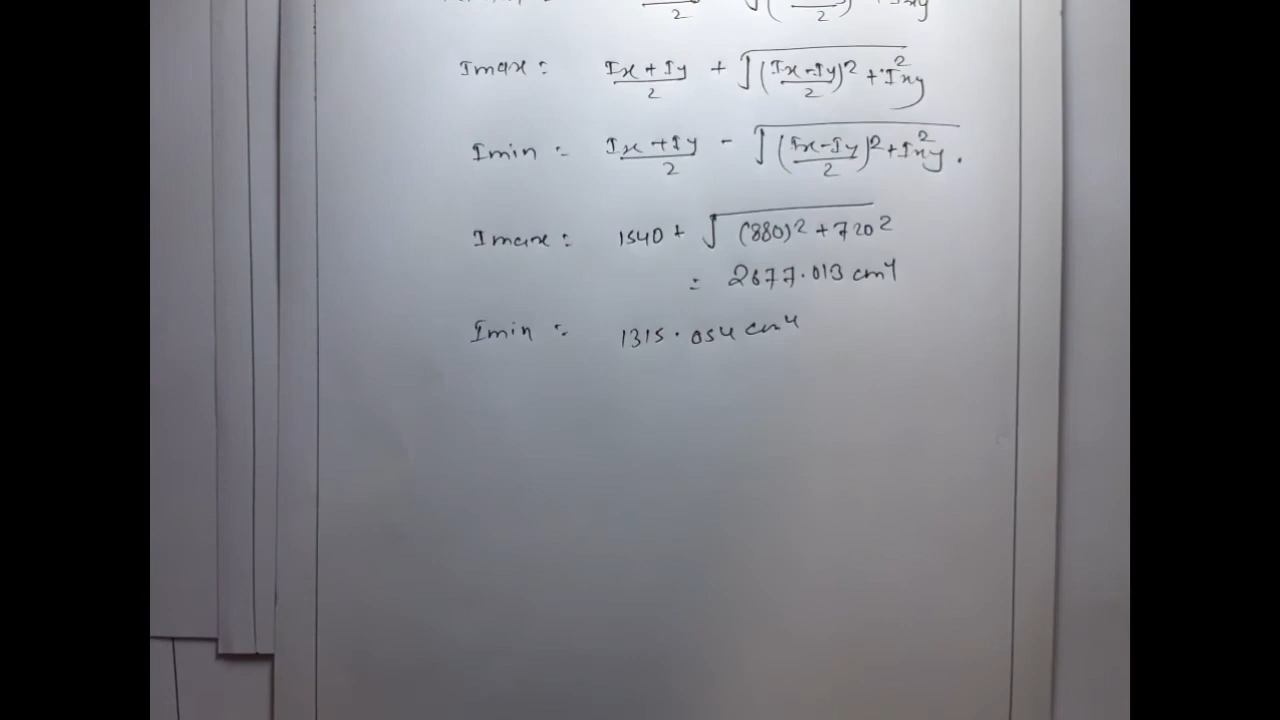 Imax = Ix + Iy / 2 + √((Ix - Iy / 2)² + Ixy²)
Imin = Ix + Iy / 2 - √((Ix - Iy / 2)² + Ixy²).
Imax = 1540 + √((880)² + 720²)
= 2677.013 cm⁴
Imin = 1315.054 cm⁴